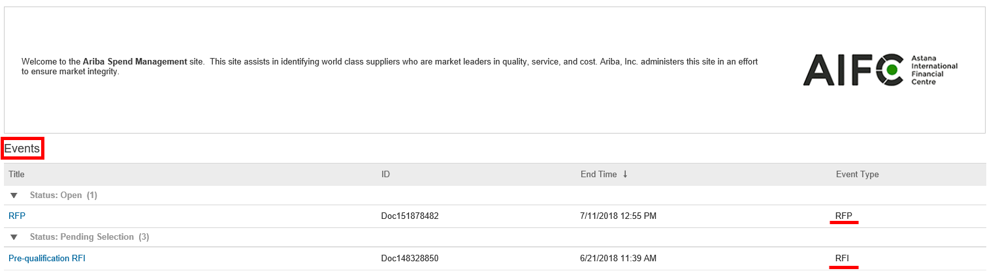 Welcome to the Ariba Spend Management site. This site assists in identifying world class suppliers who are market leaders in quality, service, and cost. Ariba, Inc. administers this site in an effort
to ensure market integrity.
AIFC
Astana
International
Financial
Centre
Events
Title ID End Time ↓ Event Type
▼ Status: Open (1)
RFP Doc151878482 7/11/2018 12:55 PM RFP
▼ Status: Pending Selection (3)
Pre-qualification RFI Doc148328850 6/21/2018 11:39 AM RFI